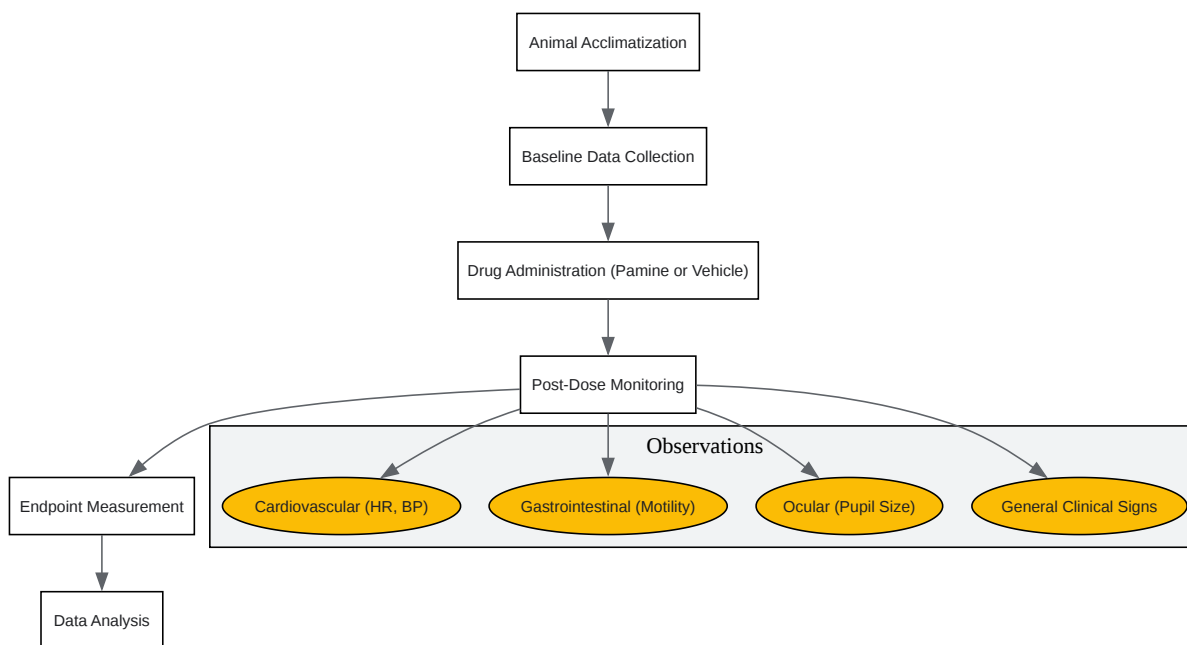 Animal Acclimatization
Baseline Data Collection
Drug Administration (Pamine or Vehicle)
Post-Dose Monitoring
Observations
Endpoint Measurement
Cardiovascular (HR, BP)
Gastrointestinal (Motility)
Ocular (Pupil Size)
General Clinical Signs
Data Analysis